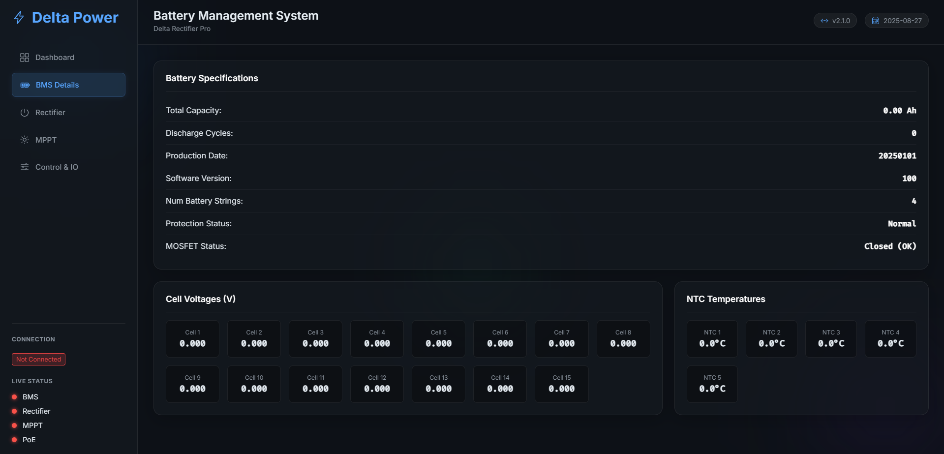 Delta Power
Dashboard
BMS Details
Rectifier
MPPT
Control & IO
CONNECTION
Not Connected
LIVE STATUS
BMS
Rectifier
MPPT
PoE
Battery Management System
Delta Rectifier Pro
v2.1.0
2025-08-27
Battery Specifications
Total Capacity: 0.00 Ah
Discharge Cycles: 0
Production Date: 20250101
Software Version: 100
Num Battery Strings: 4
Protection Status: Normal
MOSFET Status: Closed (OK)
Cell Voltages (V)
Cell 1 Cell 2 Cell 3 Cell 4 Cell 5 Cell 6 Cell 7 Cell 8
0.000 0.000 0.000 0.000 0.000 0.000 0.000 0.000
Cell 9 Cell 10 Cell 11 Cell 12 Cell 13 Cell 14 Cell 15
0.000 0.000 0.000 0.000 0.000 0.000 0.000
NTC Temperatures
NTC 1 NTC 2 NTC 3 NTC 4
0.0°C 0.0°C 0.0°C 0.0°C
NTC 5
0.0°C